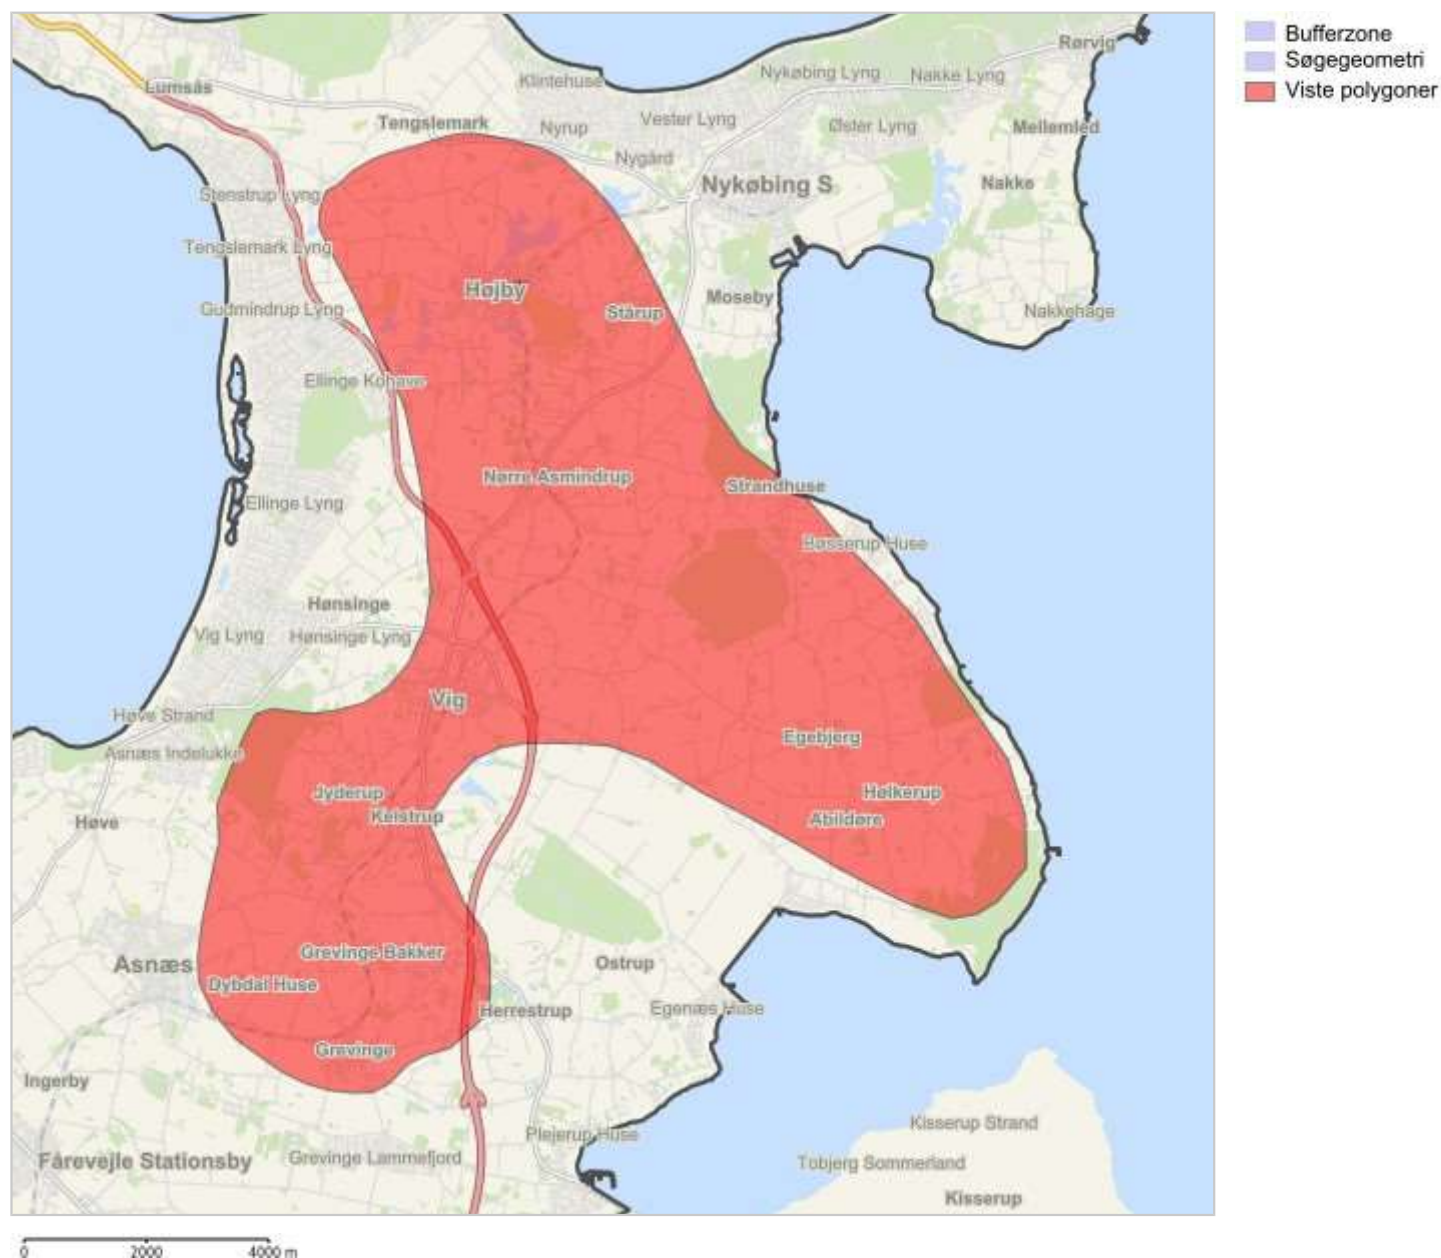 Bufferzone
Søgegeometri
Viste polygoner
Rørvig
Nykøbing Lyng
Nakke Lyng
Klintehuse
Lumsås
Tengslemark
Nyrup
Vester Lyng
Øster Lyng
Mellemled
Nygård
Nykøbing S
Nakke
Stenstrup Lyng
Tengslemark Lyng
Højby
Moseby
Gudmindrup Lyng
Stårup
Nakkehage
Ellinge Kohave
Nørre Asmindrup
Strandhuse
Ellinge Lyng
Bøsserup Huse
Hønsinge
Vig Lyng
Hønsinge Lyng
Vig
Høve Strand
Egebjerg
Asnæs Indelukke
Jyderup
Hølkerup
Kelstrup
Abildøre
Høve
Grevinge Bakker
Asnæs
Ostrup
Dybdal Huse
Herrestrup
Egenæs Huse
Grevinge
Ingerby
Kisserup Strand
Plejerup Huse
Fårevejle Stationsby
Grevinge Lammefjord
Tobjerg Sommerland
Kisserup
0 2000 4000 m